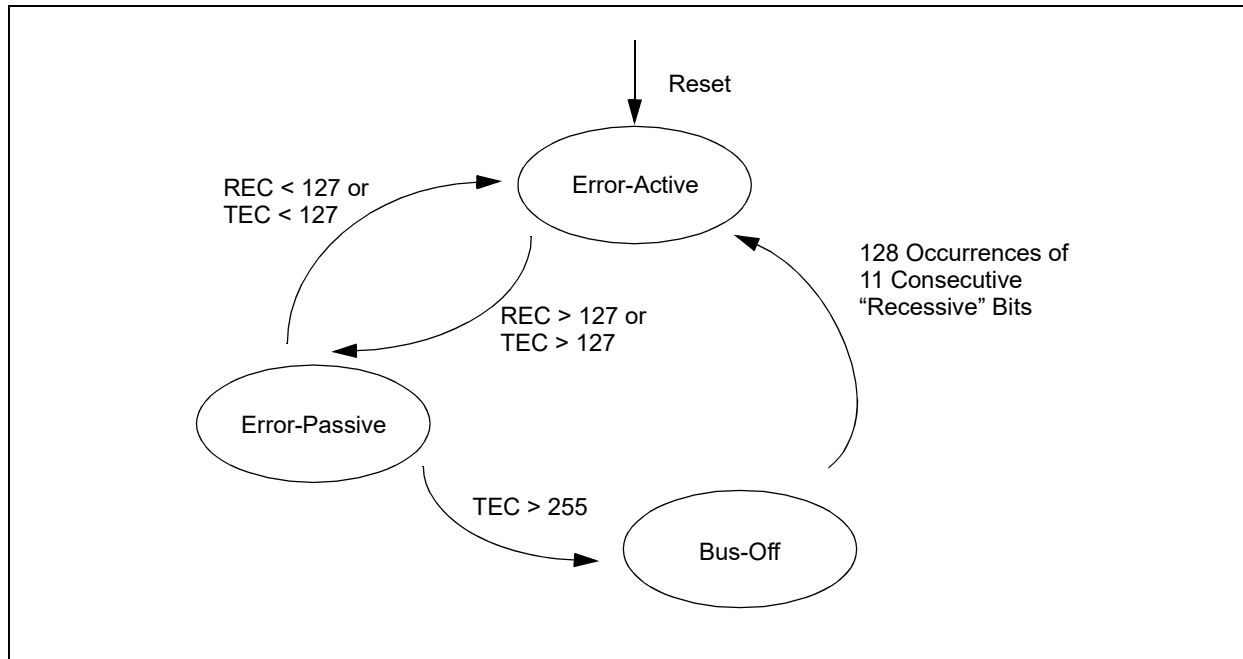 Reset
Error-Active
REC < 127 or
TEC < 127
128 Occurrences of
11 Consecutive
“Recessive” Bits
REC > 127 or
TEC > 127
Error-Passive
TEC > 255
Bus-Off